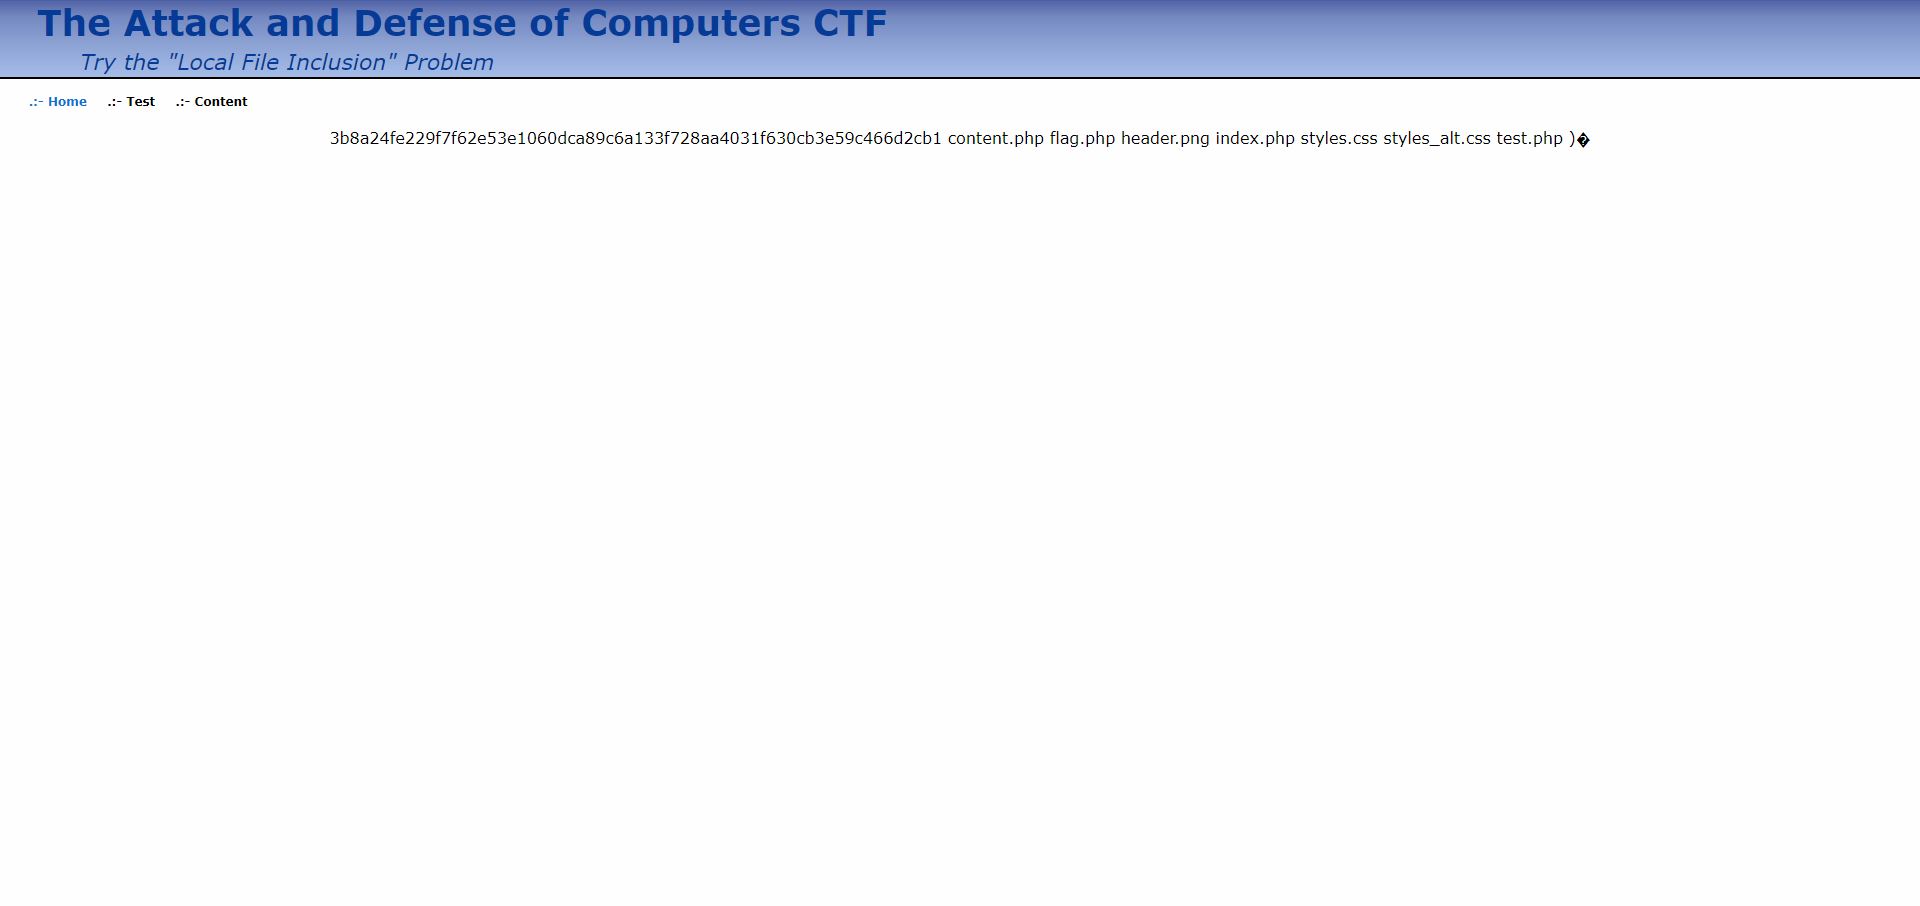 The Attack and Defense of Computers CTF
Try the "Local File Inclusion" Problem
.:- Home .:- Test .:- Content
3b8a24fe229f7f62e53e1060dca89c6a133f728aa4031f630cb3e59c466d2cb1 content.php flag.php header.png index.php styles.css styles_alt.css test.php )�